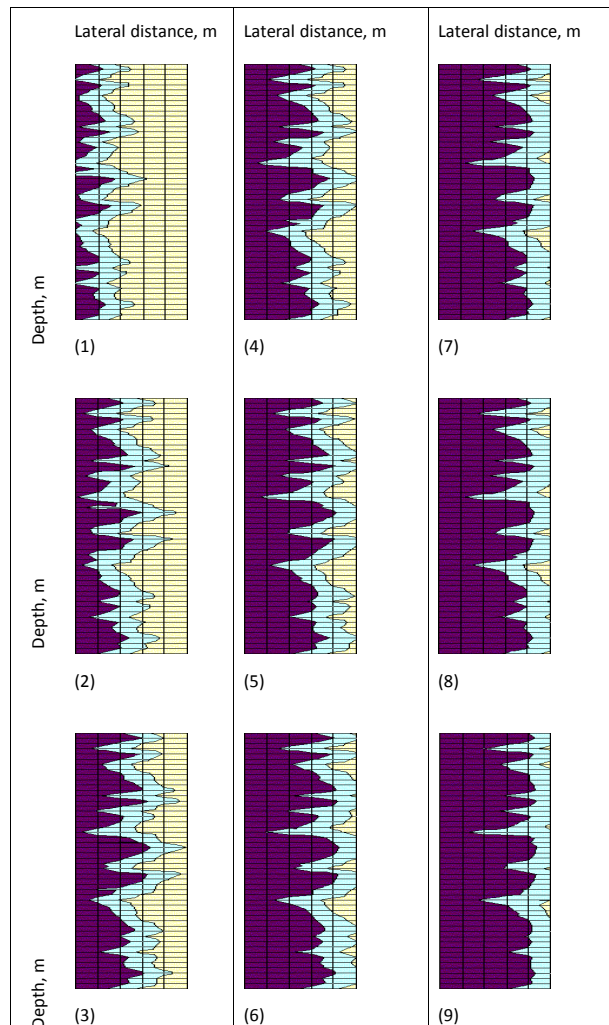 Lateral distance, m Lateral distance, m Lateral distance, m
Depth, m
(1) (4) (7)
Depth, m
(2) (5) (8)
Depth, m
(3) (6) (9)